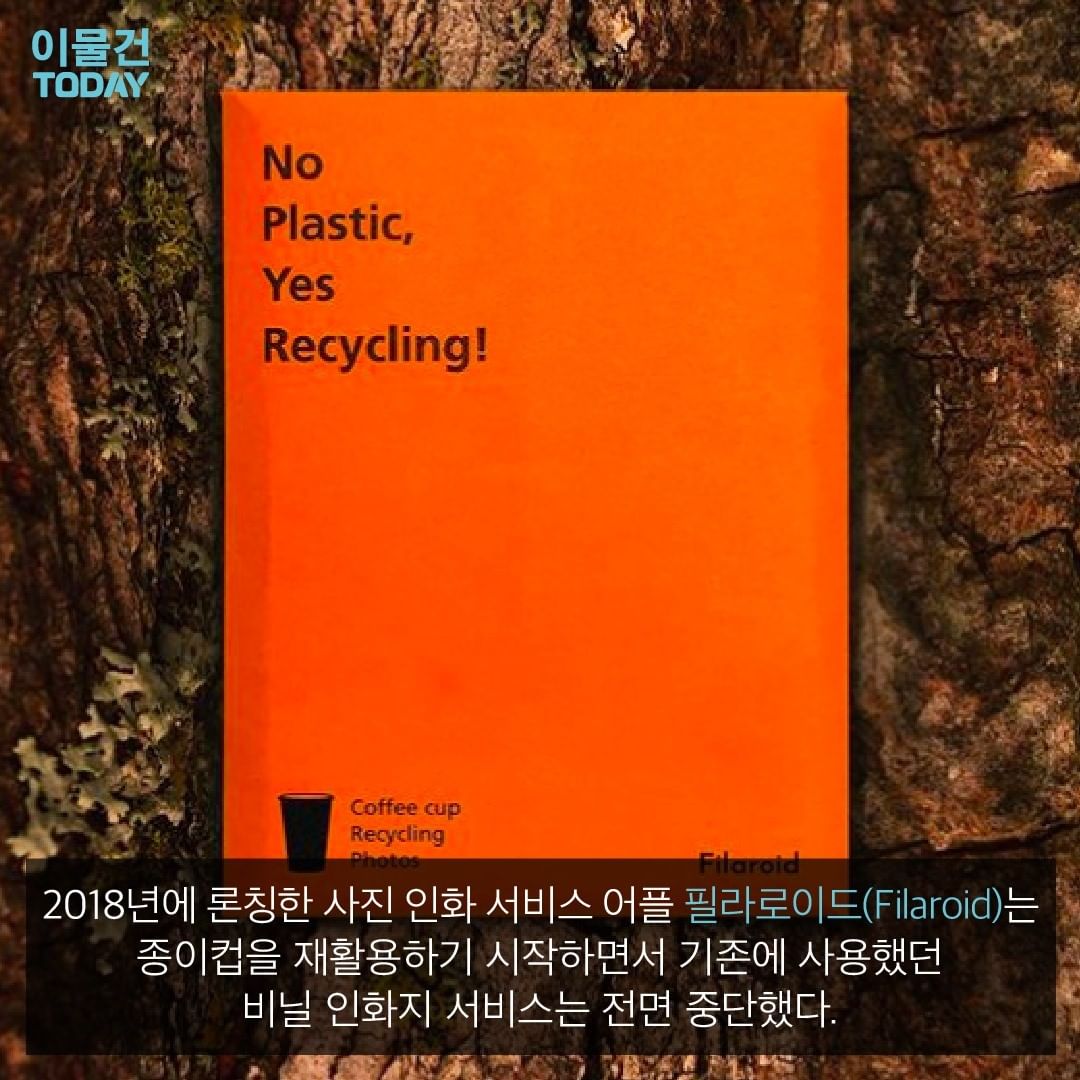 이물건
TODAY
No
Plastic,
Yes
Recycling!
Coffee cup
Recycling
Photos
Filaroid
2018년에 론칭한 사진 인화 서비스 어플 필라로이드(Filaroid)는
종이컵을 재활용하기 시작하면서 기존에 사용했던
비닐 인화지 서비스는 전면 중단했다.